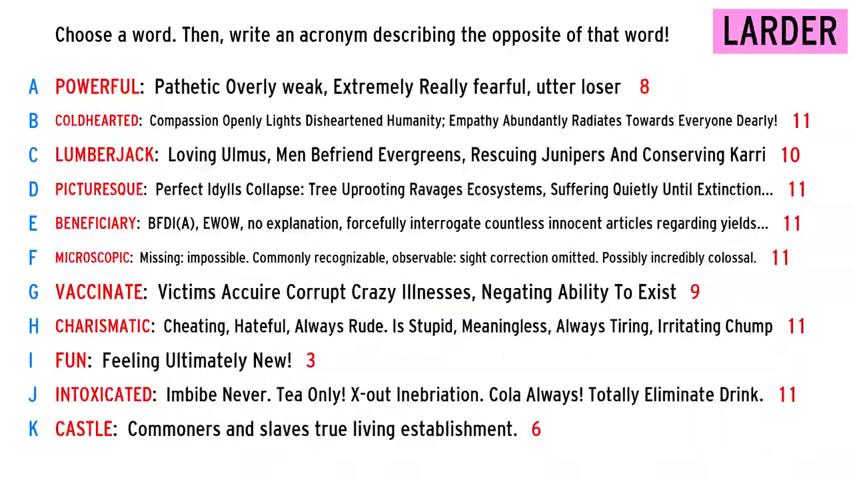 Choose a word. Then, write an acronym describing the opposite of that word!
LARDER
A POWERFUL: Pathetic Overly weak, Extremely Really fearful, utter loser 8
B COLDHEARTED: Compassion Openly Lights Disheartened Humanity; Empathy Abundantly Radiates Towards Everyone Dearly! 11
C LUMBERJACK: Loving Ulmus, Men Befriend Evergreens, Rescuing Junipers And Conserving Karri 10
D PICTURESQUE: Perfect Idylls Collapse: Tree Uprooting Ravages Ecosystems, Suffering Quietly Until Extinction... 11
E BENEFICIARY: BFDI(A), EWOW, no explanation, forcefully interrogate countless innocent articles regarding yields... 11
F MICROSCOPIC: Missing: impossible. Commonly recognizable, observable: sight correction omitted. Possibly incredibly colossal. 11
G VACCINATE: Victims Accuire Corrupt Crazy Illnesses, Negating Ability To Exist 9
H CHARISMATIC: Cheating, Hateful, Always Rude. Is Stupid, Meaningless, Always Tiring, Irritating Chump 11
I FUN: Feeling Ultimately New! 3
J INTOXICATED: Imbibe Never. Tea Only! X-out Inebriation. Cola Always! Totally Eliminate Drink. 11
K CASTLE: Commoners and slaves true living establishment. 6